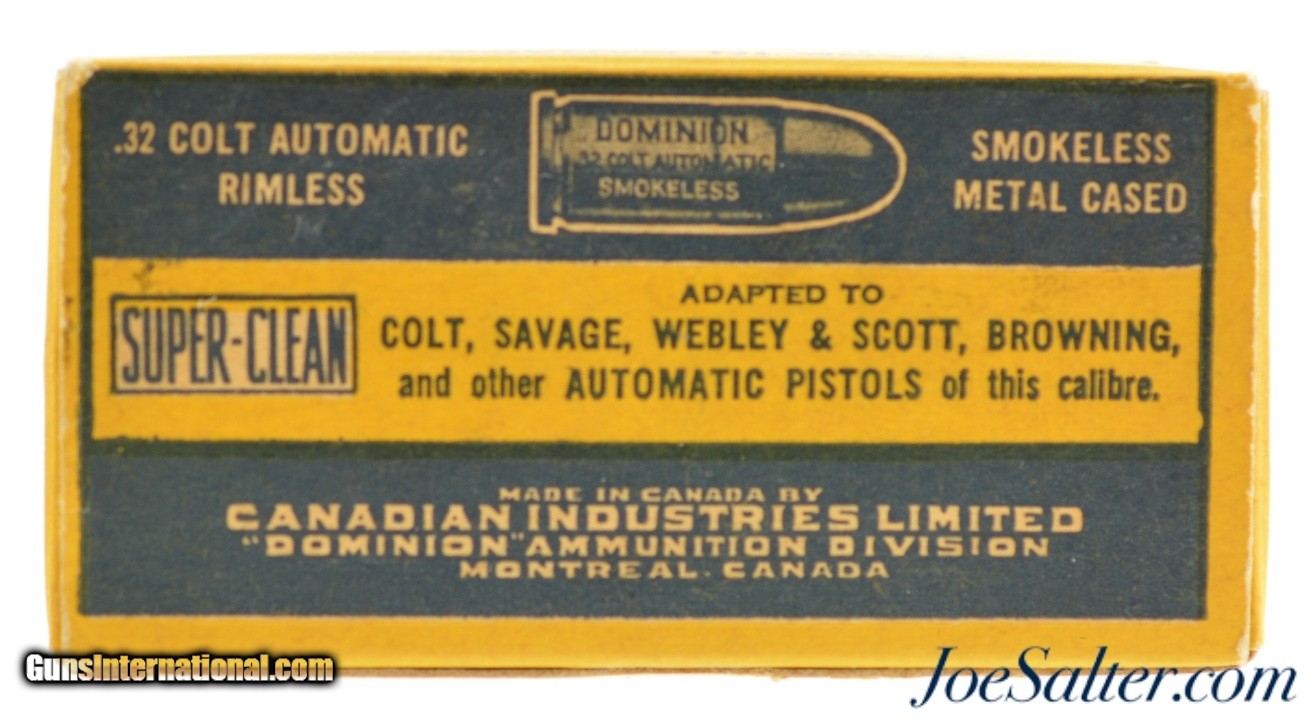 .32 COLT AUTOMATIC
RIMLESS
DOMINION
.32 COLT AUTOMATIC
SMOKELESS
SMOKELESS
METAL CASED
SUPER-CLEAN
ADAPTED TO
COLT, SAVAGE, WEBLEY & SCOTT, BROWNING,
and other AUTOMATIC PISTOLS of this calibre.
MADE IN CANADA BY
CANADIAN INDUSTRIES LIMITED
"DOMINION" AMMUNITION DIVISION
MONTREAL. CANADA
GunsInternational.com
JoeSalter.com